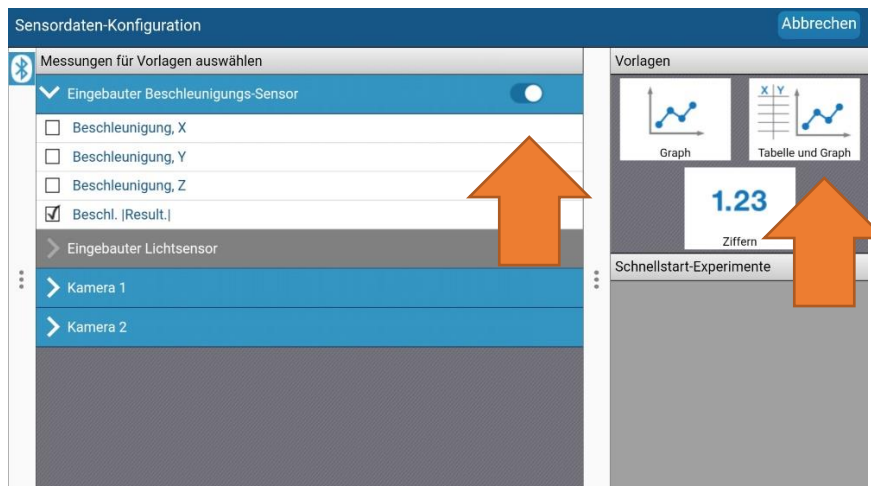 Sensordaten-Konfiguration
Abbrechen
Messungen für Vorlagen auswählen
Eingebauter Beschleunigungs-Sensor
Beschleunigung, X
Beschleunigung, Y
Beschleunigung, Z
Beschl. |Result.|
Eingebauter Lichtsensor
Kamera 1
Kamera 2
Vorlagen
Graph
X Y
Tabelle und Graph
1.23
Ziffern
Schnellstart-Experimente